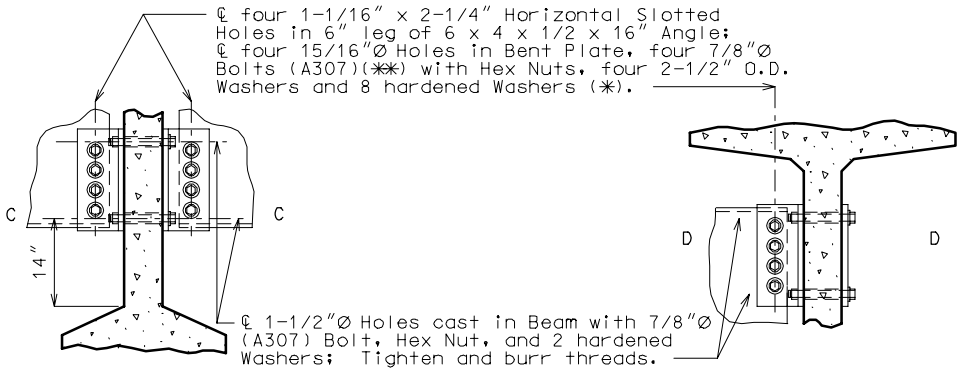 ℄ four 1-1/16" x 2-1/4" Horizontal Slotted
Holes in 6" leg of 6 x 4 x 1/2 x 16" Angle;
℄ four 15/16"Ø Holes in Bent Plate, four 7/8"Ø
Bolts (A307)(**) with Hex Nuts, four 2-1/2" O.D.
Washers and 8 hardened Washers (*).
C
C
D
D
14"
℄ 1-1/2"Ø Holes cast in Beam with 7/8"Ø
(A307) Bolt, Hex Nut, and 2 hardened
Washers; Tighten and burr threads.